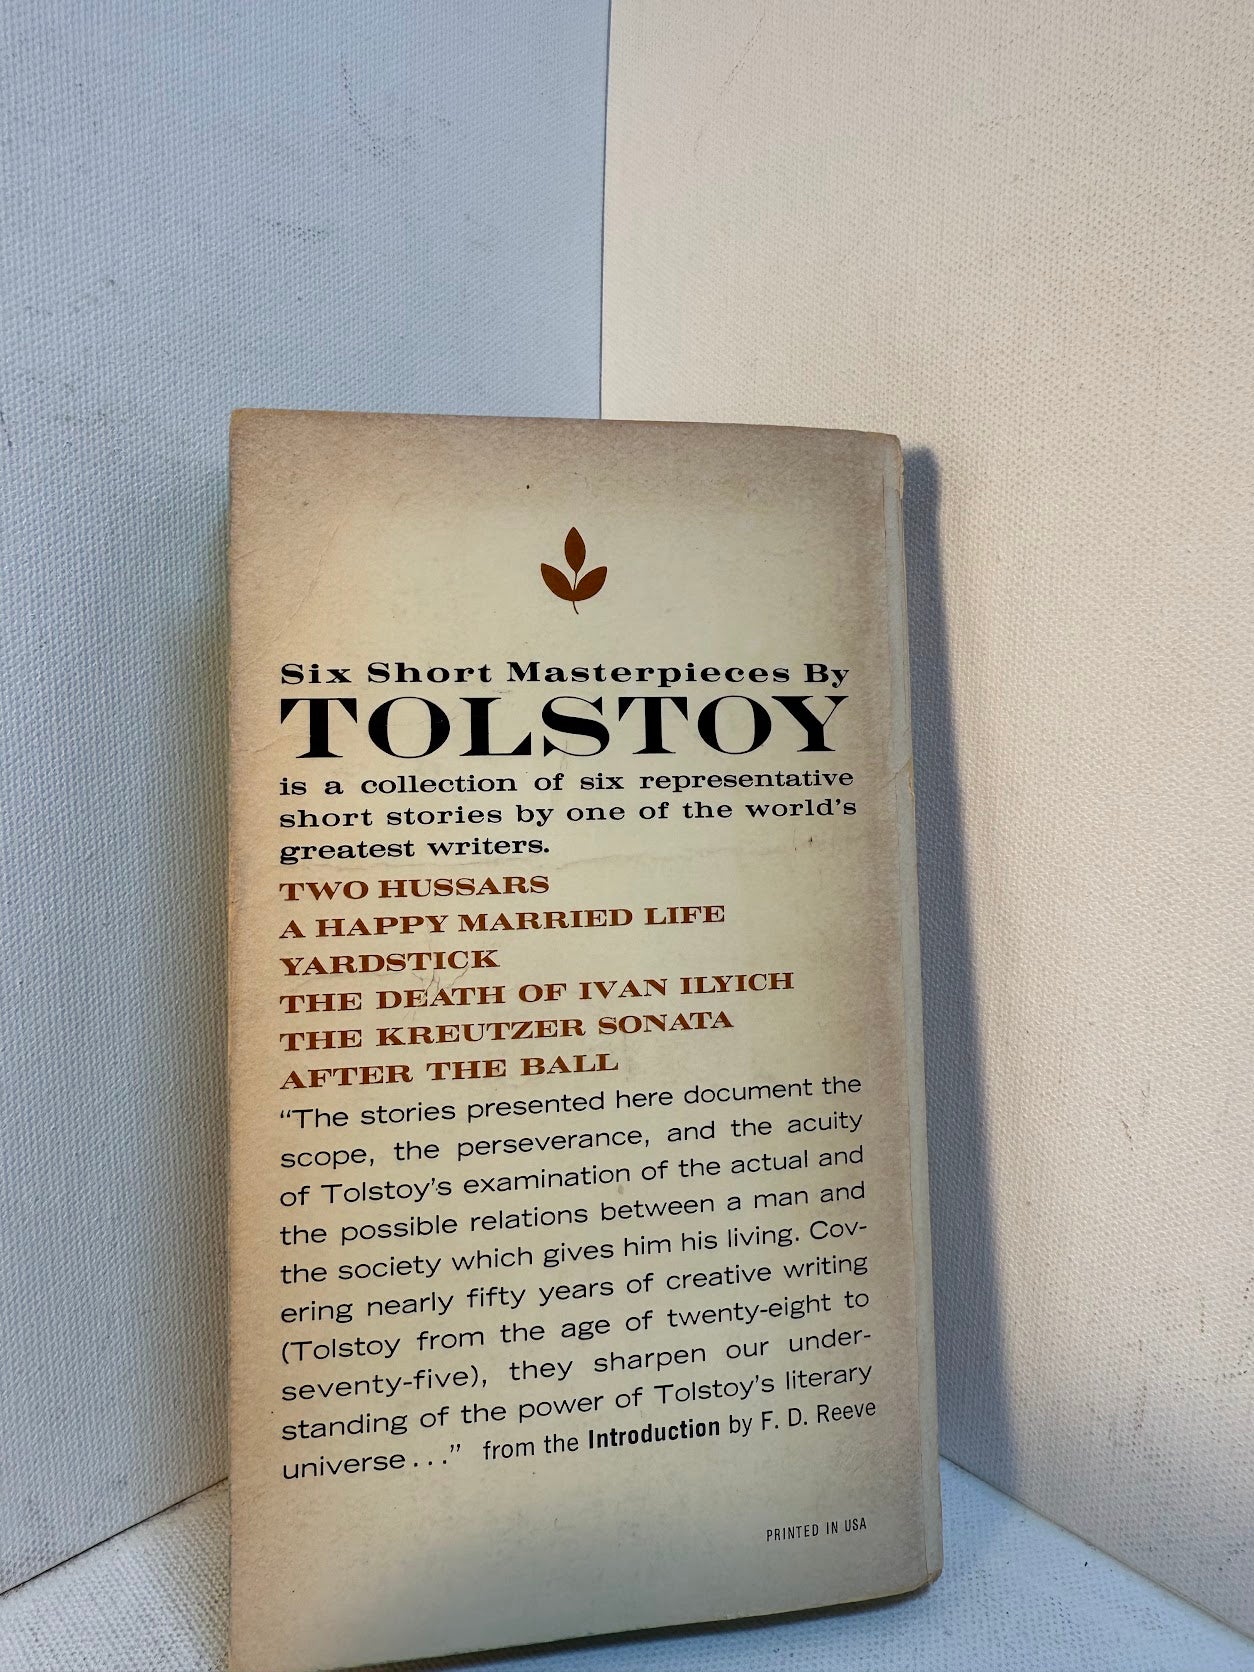 Six Short Masterpieces By
TOLSTOY
is a collection of six representative
short stories by one of the world's
greatest writers.
TWO HUSSARS
A HAPPY MARRIED LIFE
YARDSTICK
THE DEATH OF IVAN ILYICH
THE KREUTZER SONATA
AFTER THE BALL
“The stories presented here document the
scope, the perseverance, and the acuity
of Tolstoy's examination of the actual and
the possible relations between a man and
the society which gives him his living. Cov-
ering nearly fifty years of creative writing
(Tolstoy from the age of twenty-eight to
seventy-five), they sharpen our under-
standing of the power of Tolstoy's literary
universe . . .” from the Introduction by F. D. Reeve
PRINTED IN USA